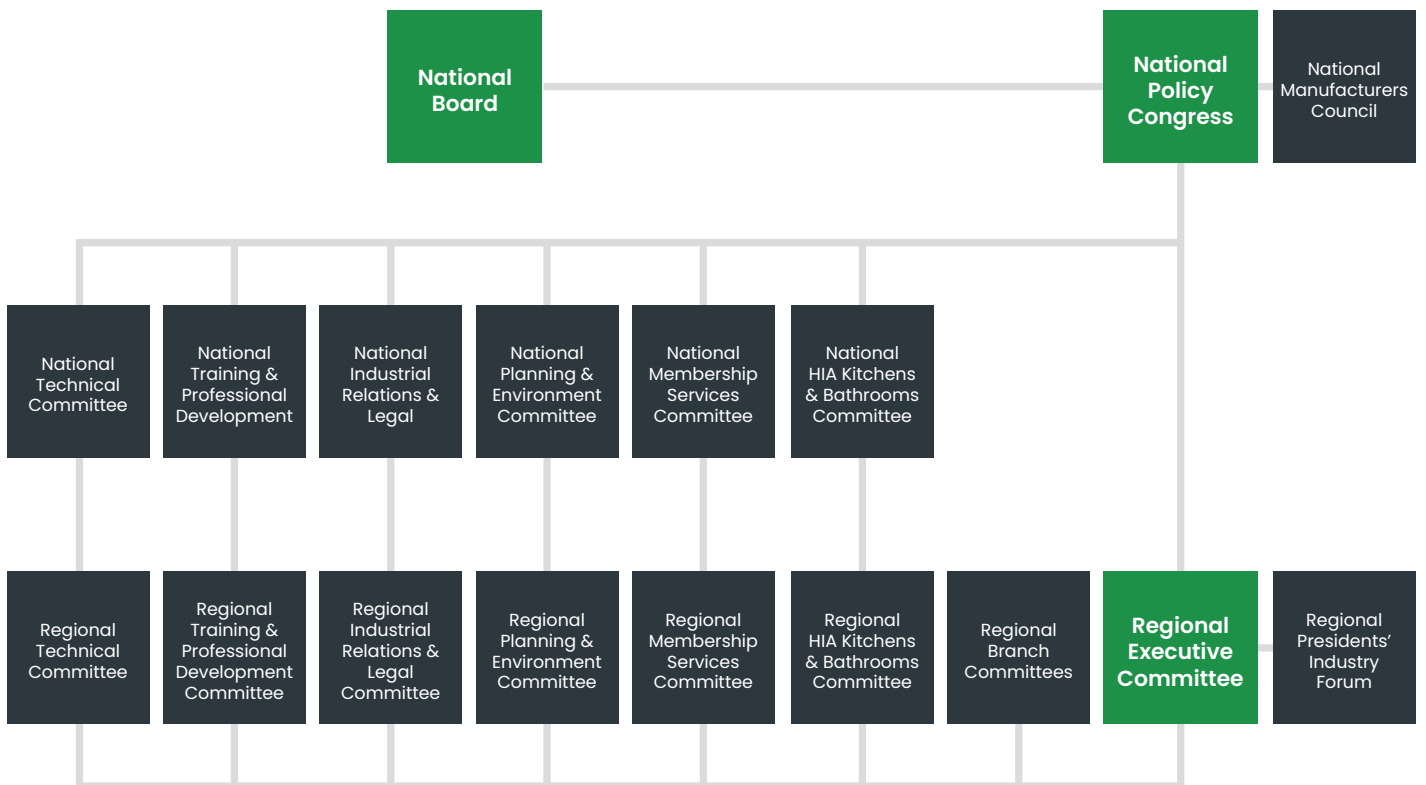 National
Board
National
Policy
Congress
National
Manufacturers
Council
National
Technical
Committee
National
Training &
Professional
Development
National
Industrial
Relations &
Legal
National
Planning &
Environment
Committee
National
Membership
Services
Committee
National
HIA Kitchens
& Bathrooms
Committee
Regional
Technical
Committee
Regional
Training &
Professional
Development
Committee
Regional
Industrial
Relations &
Legal
Committee
Regional
Planning &
Environment
Committee
Regional
Membership
Services
Committee
Regional
HIA Kitchens
& Bathrooms
Committee
Regional
Branch
Committees
Regional
Executive
Committee
Regional
Presidents’
Industry
Forum